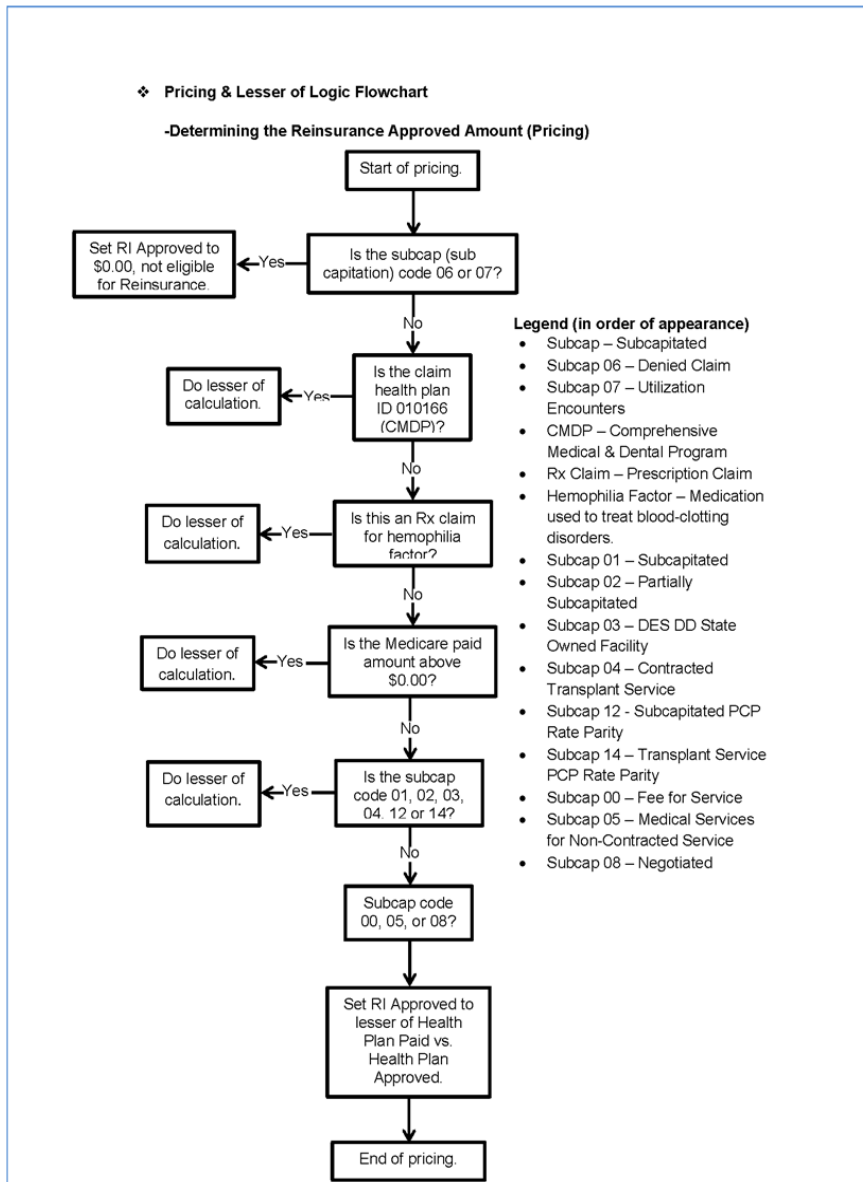 ❖ Pricing & Lesser of Logic Flowchart
-Determining the Reinsurance Approved Amount (Pricing)
Start of pricing.
Is the subcap (sub
capitation) code 06 or 07?
Yes
Set RI Approved to
$0.00, not eligible
for Reinsurance.
No
Is the claim
health plan
ID 010166
(CMDP)?
Yes
Do lesser of
calculation.
No
Is this an Rx claim
for hemophilia
factor?
Yes
Do lesser of
calculation.
No
Is the Medicare paid
amount above
$0.00?
Yes
Do lesser of
calculation.
No
Is the subcap
code 01, 02, 03,
04, 12 or 14?
Yes
Do lesser of
calculation.
No
Subcap code
00, 05, or 08?
Set RI Approved to
lesser of Health
Plan Paid vs.
Health Plan
Approved.
End of pricing.
Legend (in order of appearance)
• Subcap – Subcapitated
• Subcap 06 – Denied Claim
• Subcap 07 – Utilization
Encounters
• CMDP – Comprehensive
Medical & Dental Program
• Rx Claim – Prescription Claim
• Hemophilia Factor – Medication
used to treat blood-clotting
disorders.
• Subcap 01 – Subcapitated
• Subcap 02 – Partially
Subcapitated
• Subcap 03 – DES DD State
Owned Facility
• Subcap 04 – Contracted
Transplant Service
• Subcap 12 - Subcapitated PCP
Rate Parity
• Subcap 14 – Transplant Service
PCP Rate Parity
• Subcap 00 – Fee for Service
• Subcap 05 – Medical Services
for Non-Contracted Service
• Subcap 08 – Negotiated